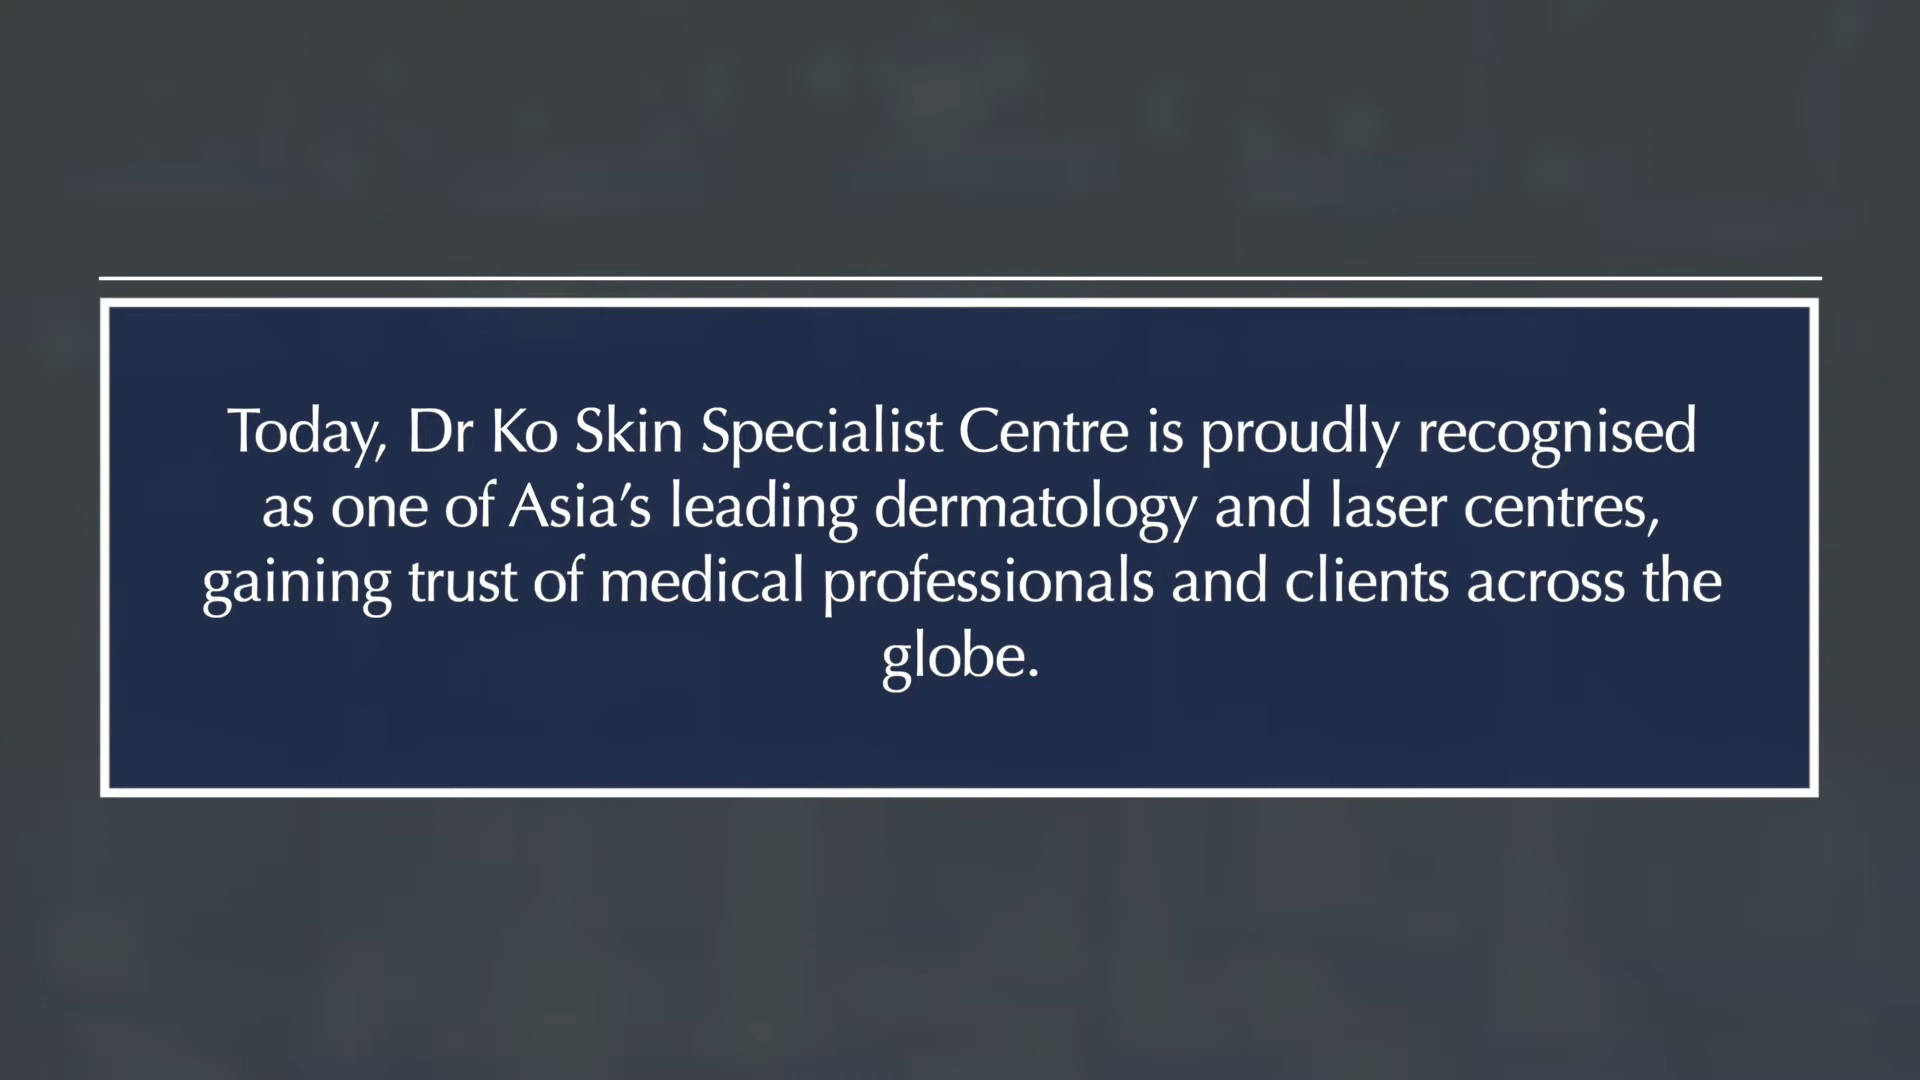 Today, Dr Ko Skin Specialist Centre is proudly recognised
as one of Asia’s leading dermatology and laser centres,
gaining trust of medical professionals and clients across the
globe.